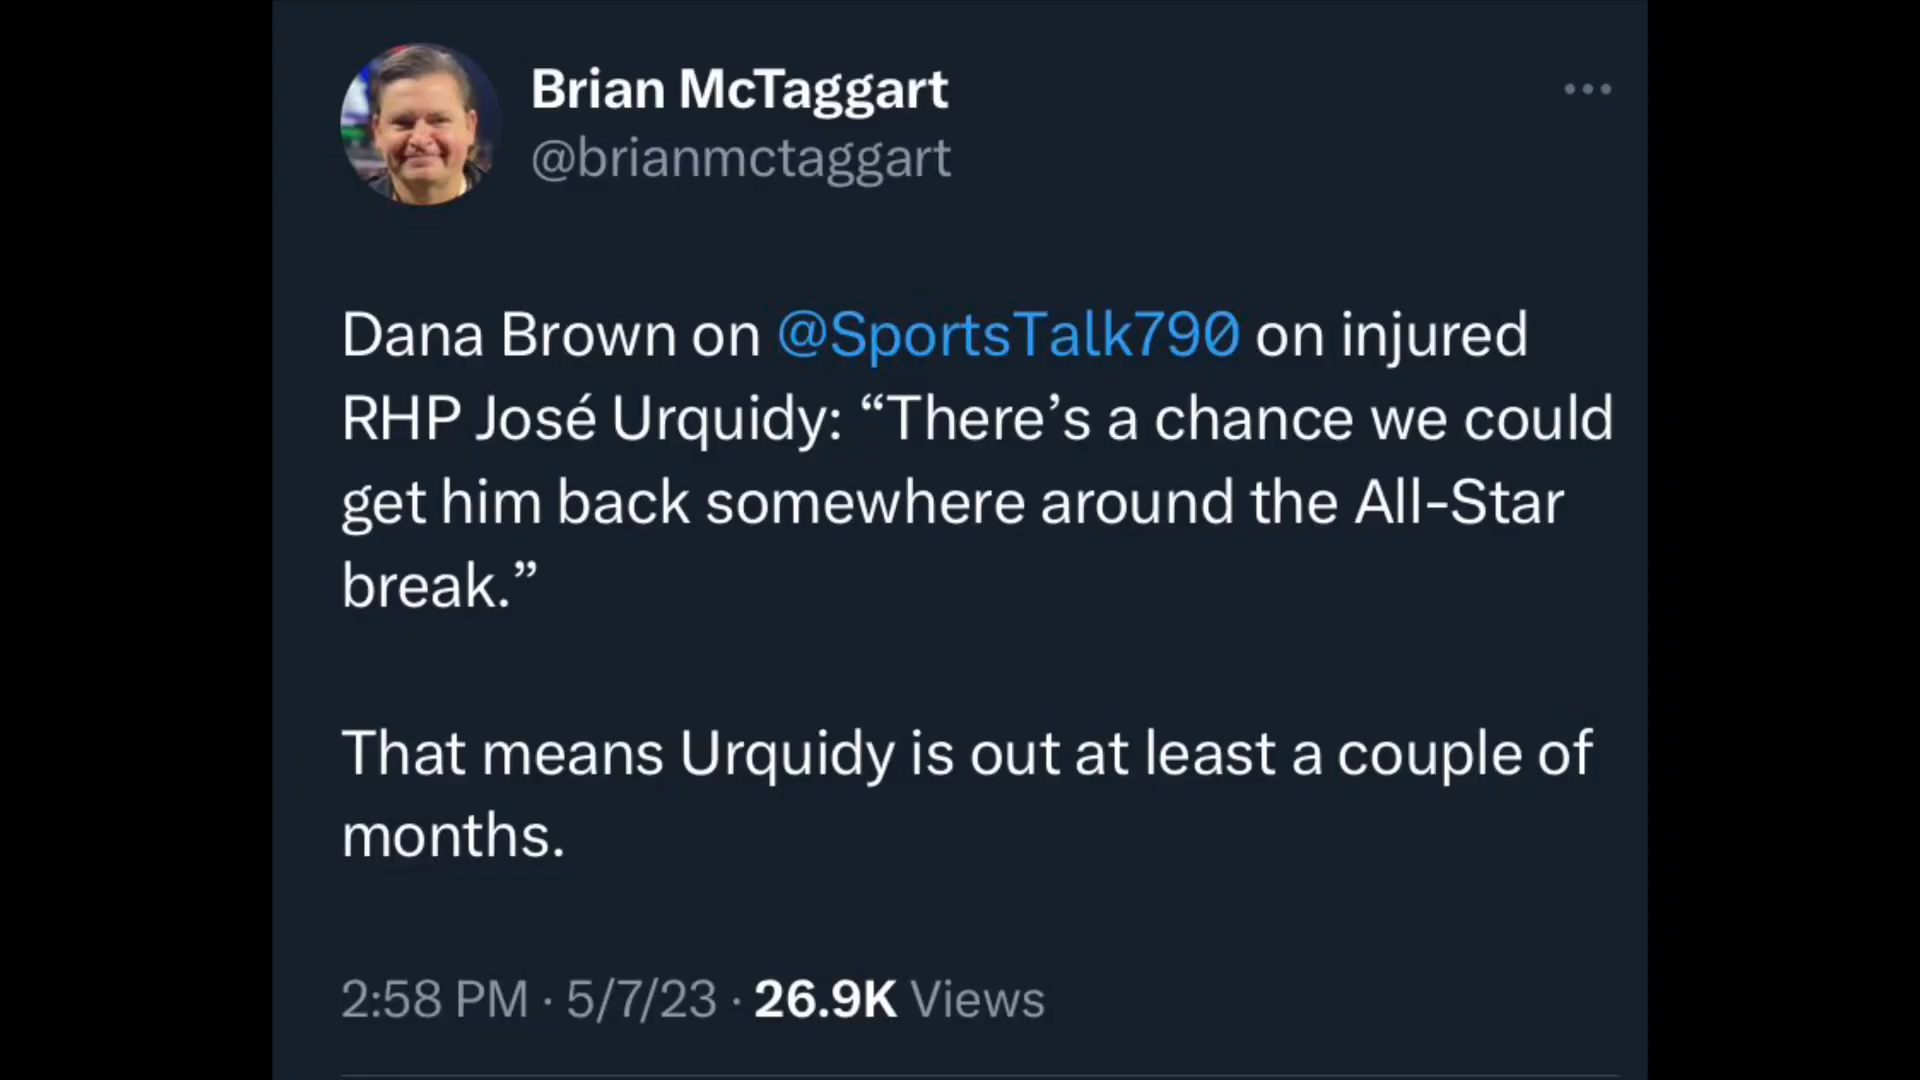 Brian McTaggart
@brianmctaggart
Dana Brown on @SportsTalk790 on injured
RHP José Urquidy: “There’s a chance we could
get him back somewhere around the All-Star
break.”
That means Urquidy is out at least a couple of
months.
2:58 PM · 5/7/23 · 26.9K Views